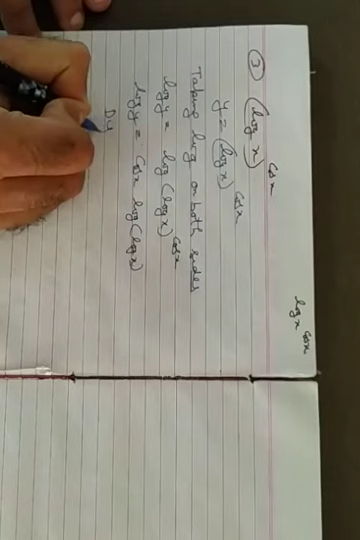 log x^cos x
③ (log x)^cos x
y = (log x)^cos x
Taking log on both sides
log y = log (log x)^cos x
log y = cos x log (log x)
D